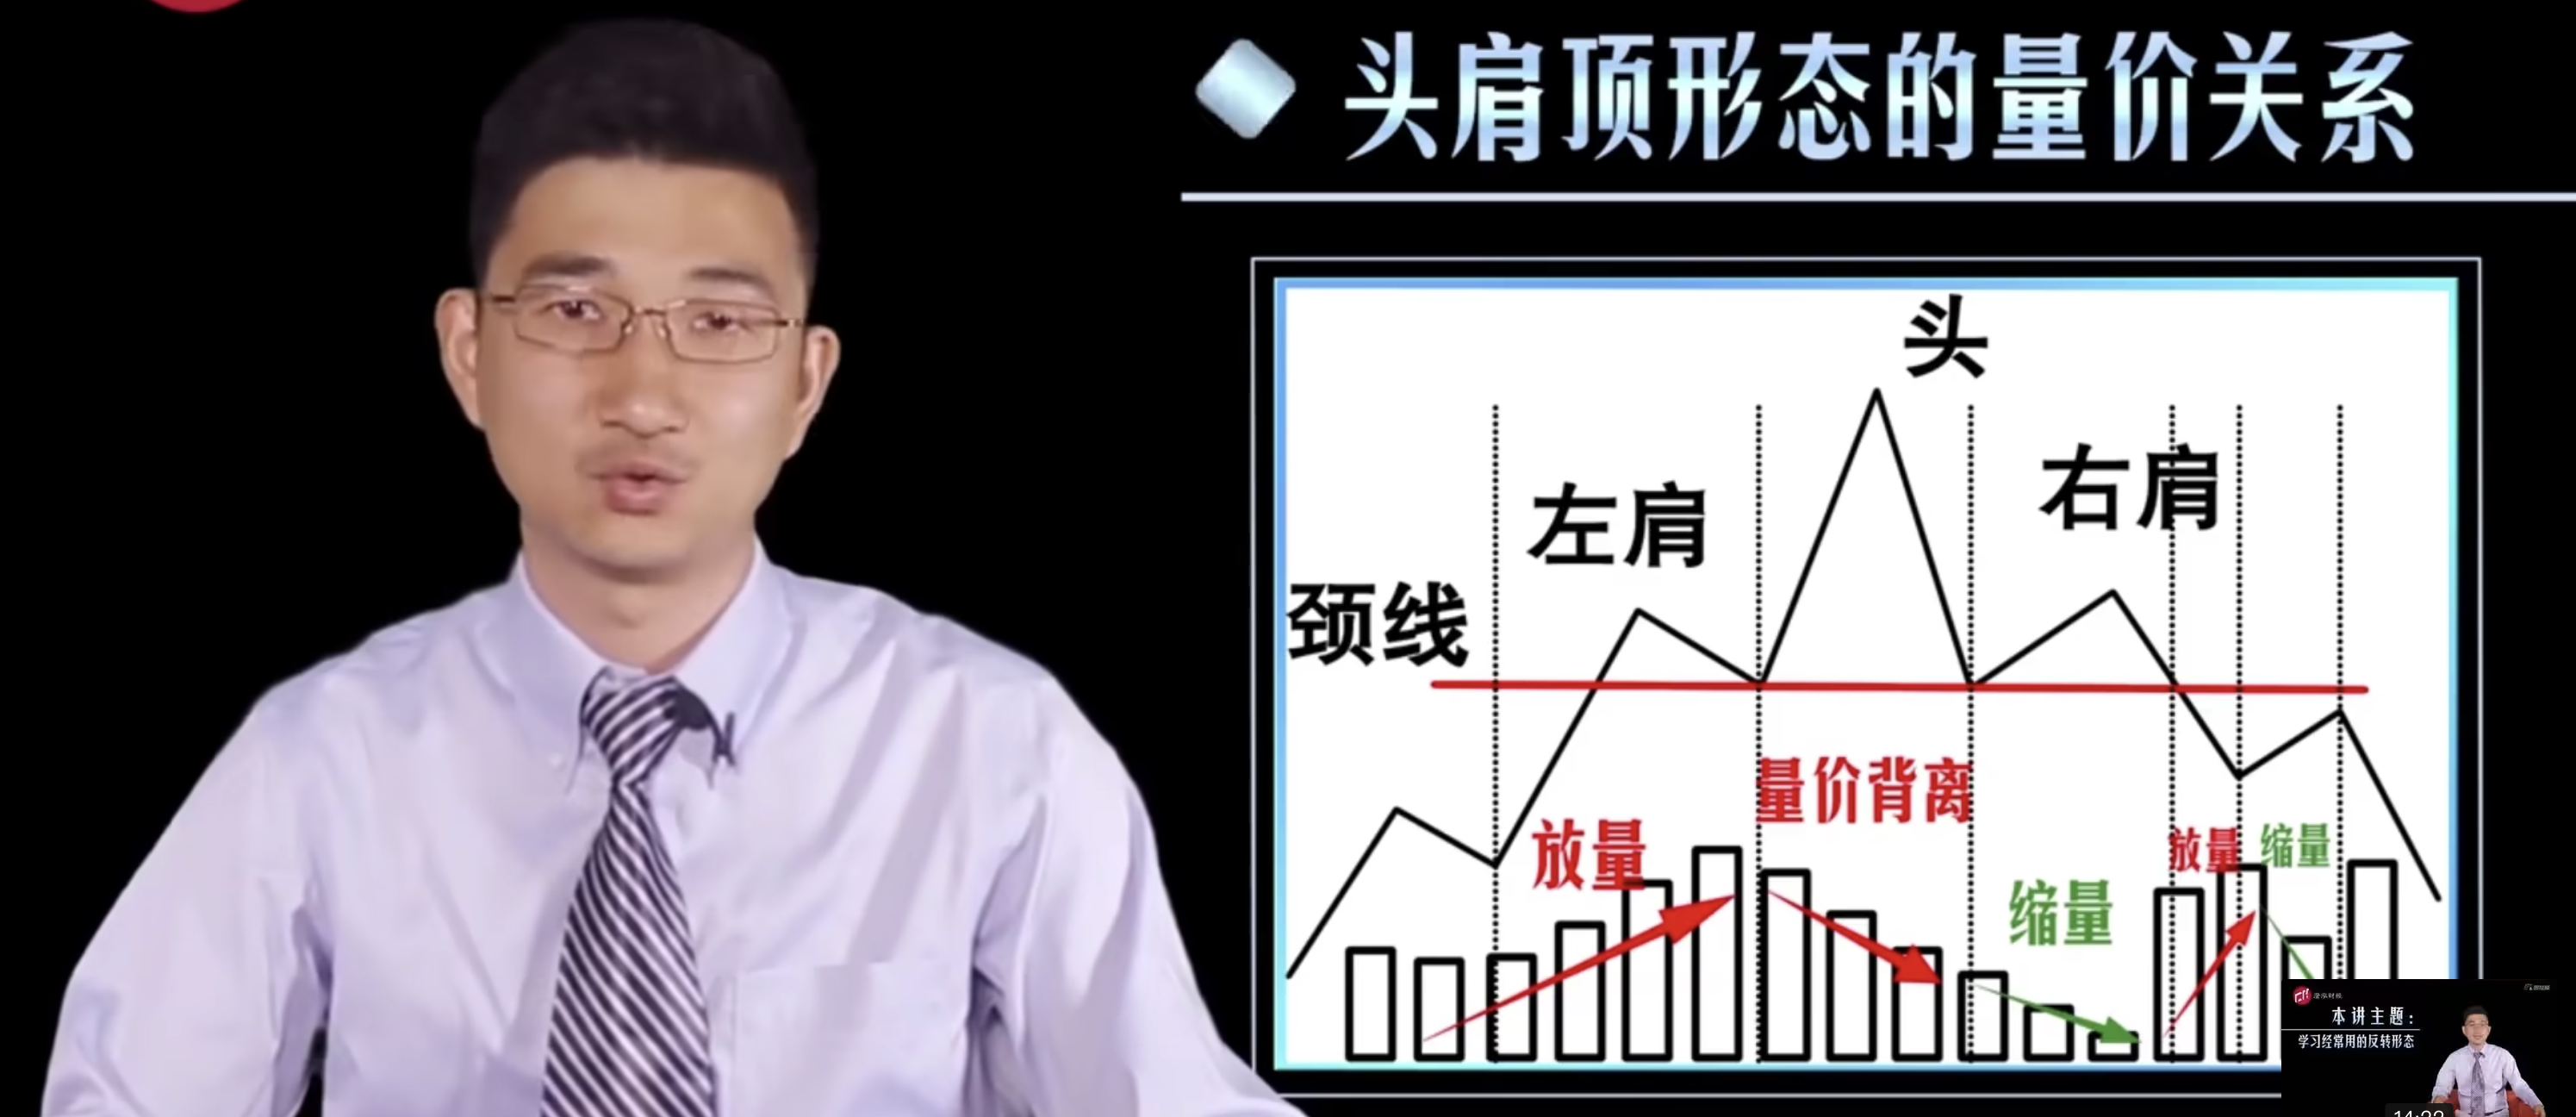 头肩顶形态的量价关系
头
左肩
右肩
颈线
量价背离
放量
放量
缩量
缩量
本讲主题：
学习经常用的反转形态